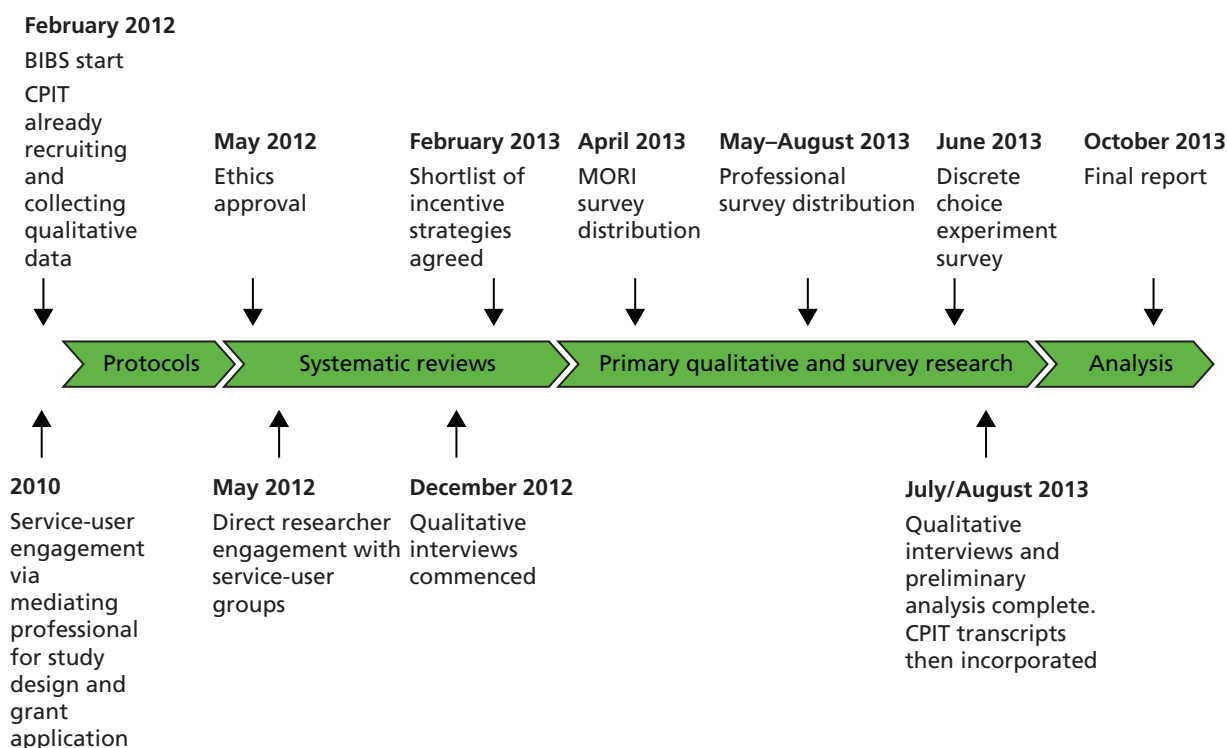 February 2012
BIBS start
CPIT
already
recruiting
and
collecting
qualitative
data
May 2012
Ethics
approval
February 2013
Shortlist of
incentive
strategies
agreed
April 2013
MORI
survey
distribution
May–August 2013
Professional
survey distribution
June 2013
Discrete
choice
experiment
survey
October 2013
Final report
Protocols
Systematic reviews
Primary qualitative and survey research
Analysis
2010
Service-user
engagement
via
mediating
professional
for study
design and
grant
application
May 2012
Direct researcher
engagement with
service-user
groups
December 2012
Qualitative
interviews
commenced
July/August 2013
Qualitative
interviews and
preliminary
analysis complete.
CPIT transcripts
then incorporated